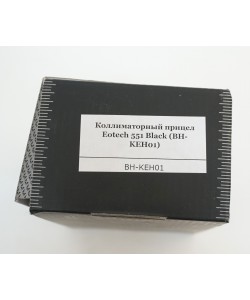 Коллиматорный прицел
Eotech 551 Black (BH-
KEH01)
BH-KEH01